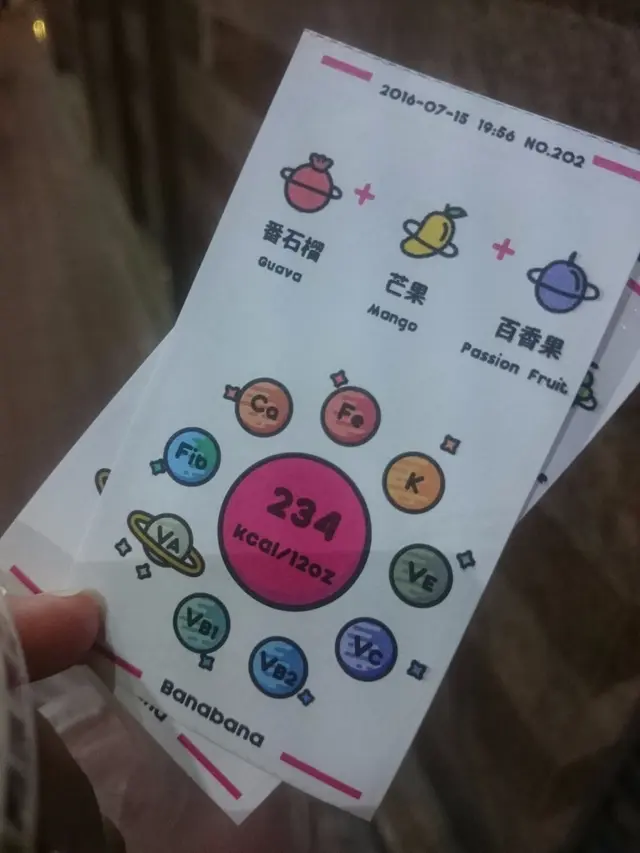 2016-07-15 19:56 NO.202
番石榴
Guava
芒果
Mango
百香果
Passion Fruit
Ca
Fe
Fib
K
234
kcal/12oz
VA
VE
VB1
VB2
VC
Banabana